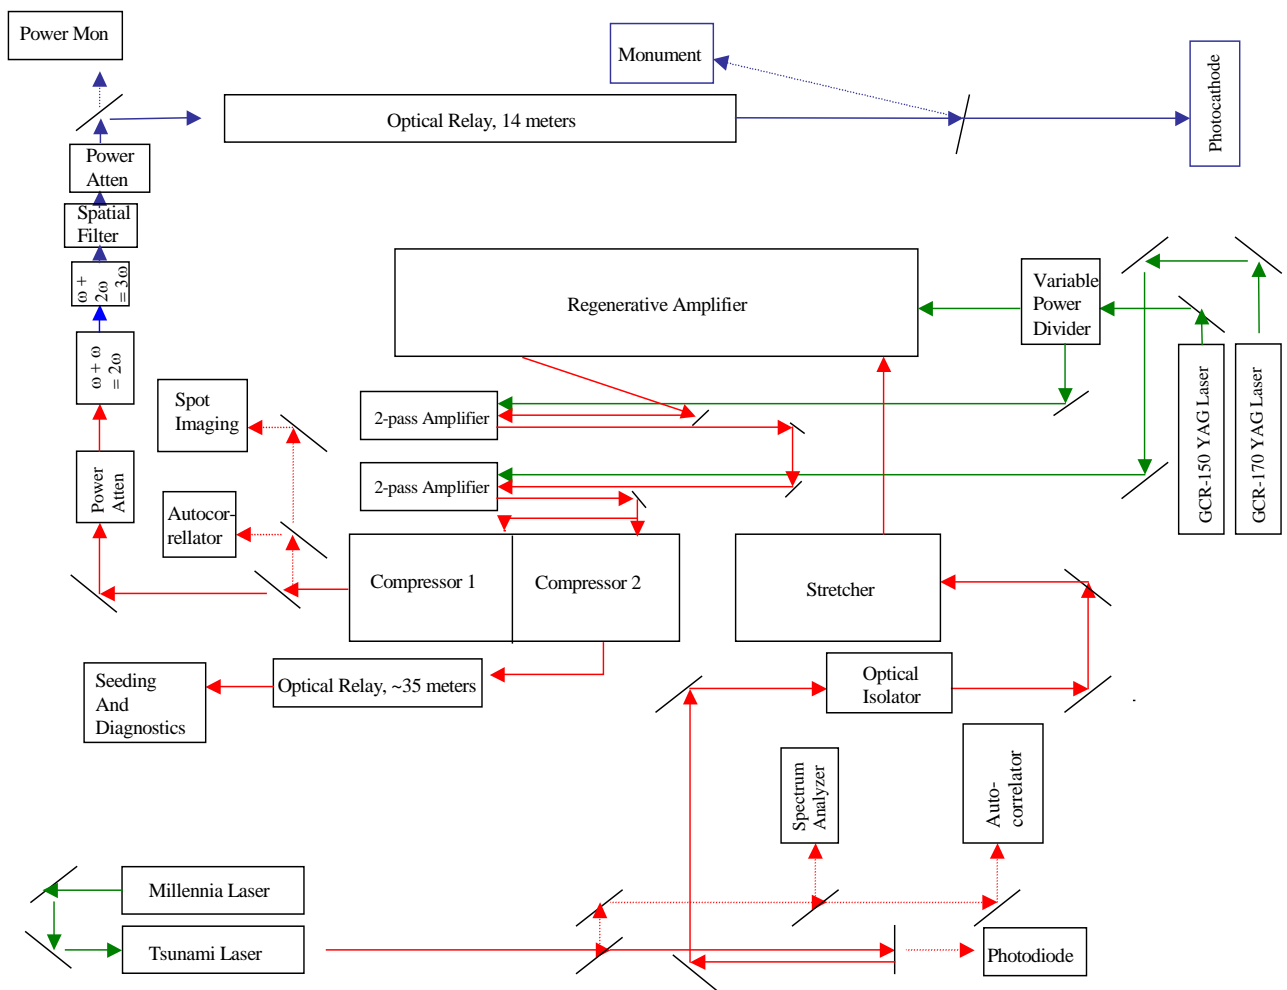 Power Mon
Monument
Photocathode
Optical Relay, 14 meters
Power
Atten
Spatial
Filter
ω +
2ω
= 3ω
ω + ω
= 2ω
Regenerative Amplifier
Variable
Power
Divider
GCR-150 YAG Laser
GCR-170 YAG Laser
Spot
Imaging
2-pass Amplifier
2-pass Amplifier
Power
Atten
Autocor-
rellator
Compressor 1
Compressor 2
Stretcher
Seeding
And
Diagnostics
Optical Relay, ~35 meters
Optical
Isolator
Spectrum
Analyzer
Auto-
correlator
Millennia Laser
Tsunami Laser
Photodiode